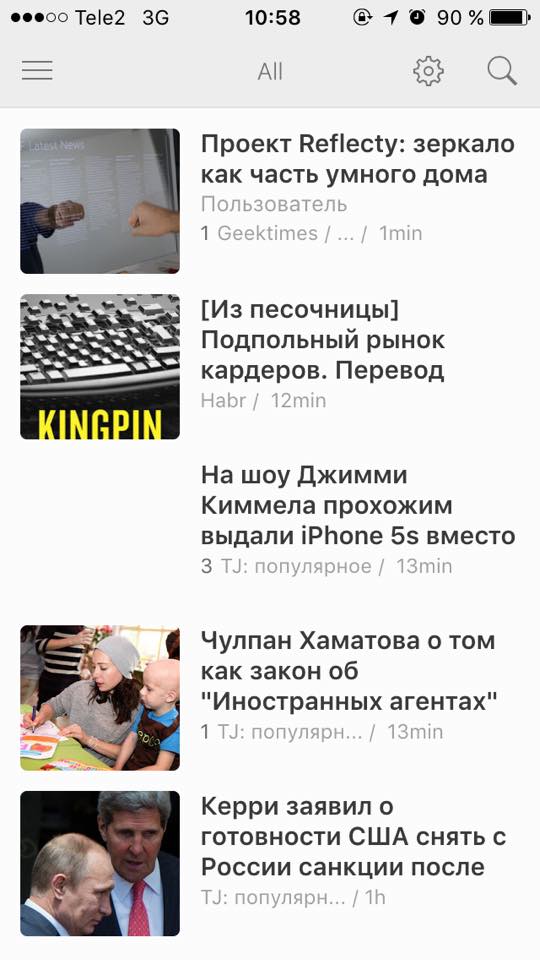 Tele2 3G 10:58 90 %
All
Latest News
Проект Reflecty: зеркало
как часть умного дома
Пользователь
1 Geektimes / ... / 1min
KINGPIN
[Из песочницы]
Подпольный рынок
кардеров. Перевод
Habr / 12min
На шоу Джимми
Киммела прохожим
выдали iPhone 5s вместо
3 TJ: популярное / 13min
Чулпан Хаматова о том
как закон об
"Иностранных агентах"
1 TJ: популярн... / 13min
Керри заявил о
готовности США снять с
России санкции после
TJ: популярн... / 1h